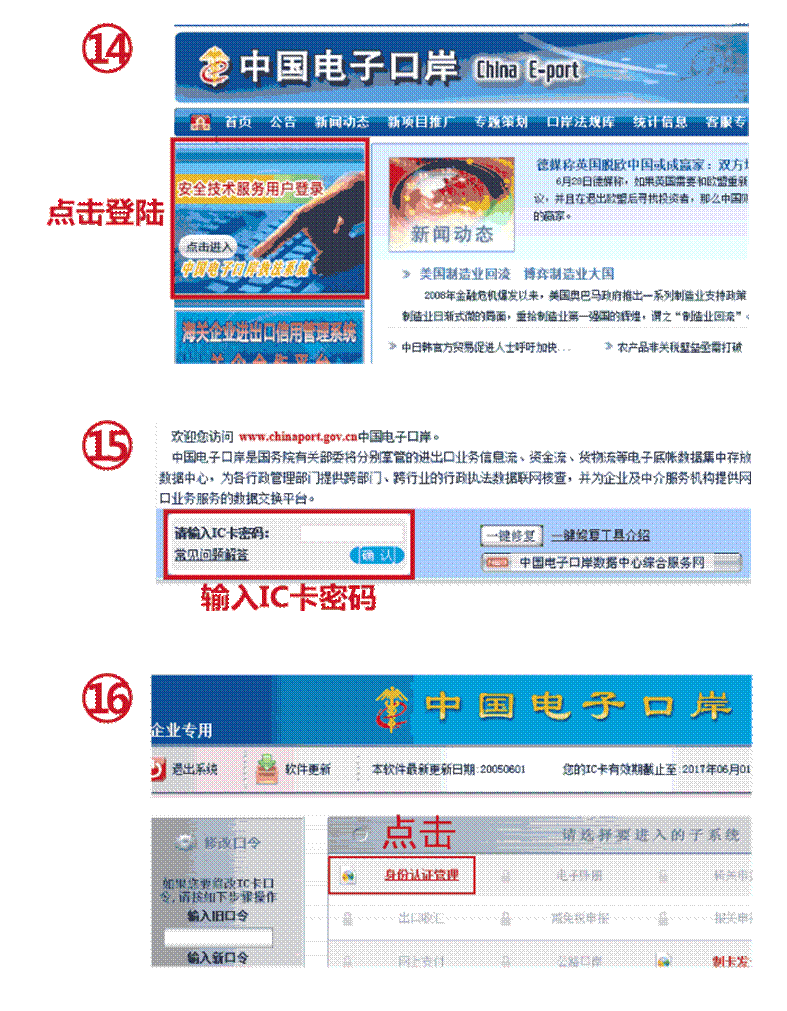 14
中国电子口岸 China E-port
首页 公告 新闻动态 新项目推广 专题策划 口岸法规库 统计信息 客服专
点击登陆
安全技术服务用户登录
点击进入
中国电子口岸执法系统
海关企业进出口信用管理系统
关企合作平台
新闻动态
德媒称英国脱欧中国或成赢家：双方
6月28日德媒称，如果英国需要和欧盟重新
议，并且在退出欧盟后寻找投资者，那么中国
的赢家。
» 美国制造业回流 博弈制造业大国
2008年金融危机爆发以来，美国奥巴马政府推出一系列制造业支持政策
制造业日渐式微的局面，重拾制造业第一强国的辉煌，谓之“制造业回流”。
» 中日韩官方贸易促进人士呼吁加快...
» 农产品非关税壁垒亟需打破
15
欢迎您访问 www.chinaport.gov.cn中国电子口岸。
中国电子口岸是国务院有关部委将分别掌管的进出口业务信息流、资金流、货物流等电子底帐数据集中存放
数据中心，为各行政管理部门提供跨部门、跨行业的行政执法数据联网核查，并为企业及中介服务机构提供网
口业务服务的数据交换平台。
请输入IC卡密码：
常见问题解答 确 认
一键修复 一键修复工具介绍
中国电子口岸数据中心综合服务网
输入IC卡密码
16
中国电子口岸
企业专用
退出系统 软件更新 本软件最新更新日期:20050601 您的IC卡有效期截止至:2017年06月01
修改口令
如果您要修改IC卡口
令,请按如下步骤操作
输入旧口令
输入新口令
点击
请选择要进入的子系统
身份认证管理 电子账册
出口收汇 减免税申报 报关申
网上支付 公路口岸 制卡发